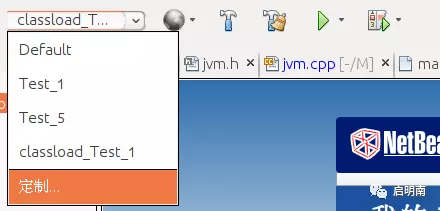 classload_T...
Default
Test_1
Test_5
classload_Test_1
定制...
jvm.h
jvm.cpp [-/M]
ma
NetBea
启明南